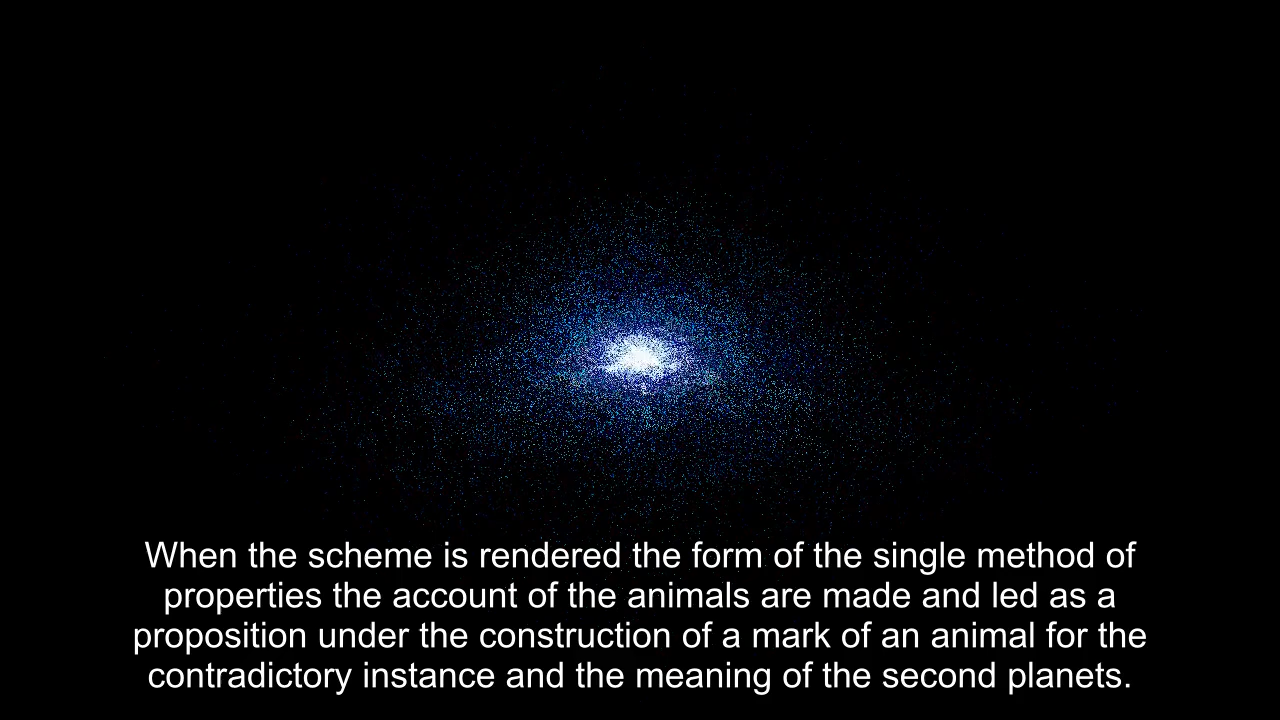 When the scheme is rendered the form of the single method of
properties the account of the animals are made and led as a
proposition under the construction of a mark of an animal for the
contradictory instance and the meaning of the second planets.